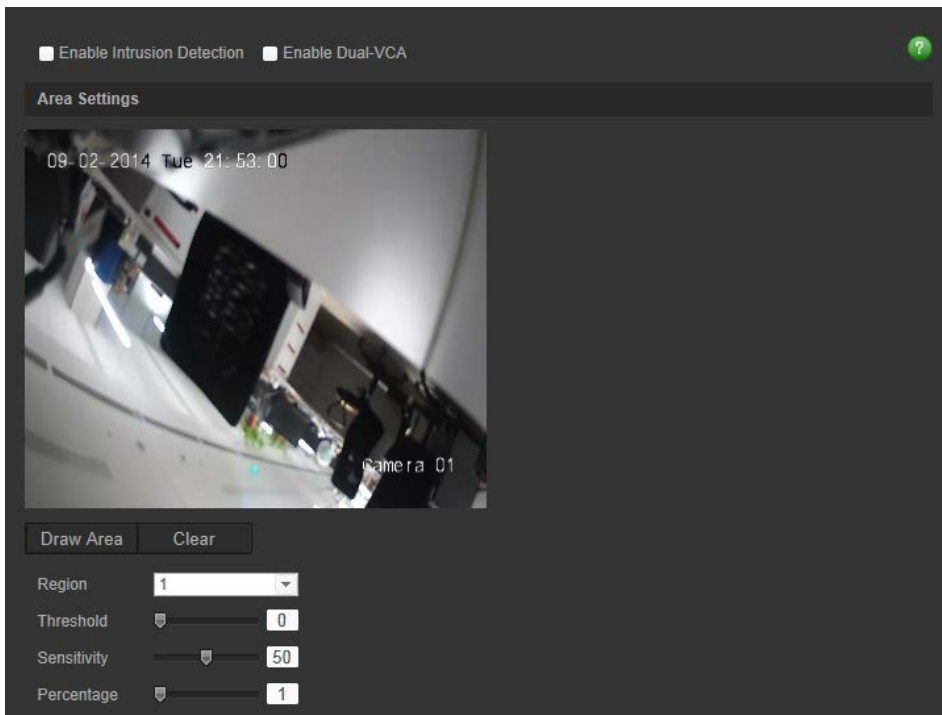 Enable Intrusion Detection Enable Dual-VCA ?
Area Settings
09-02-2014 Tue 21:53:00
Camera 01
Draw Area Clear
Region 1
Threshold 0
Sensitivity 50
Percentage 1